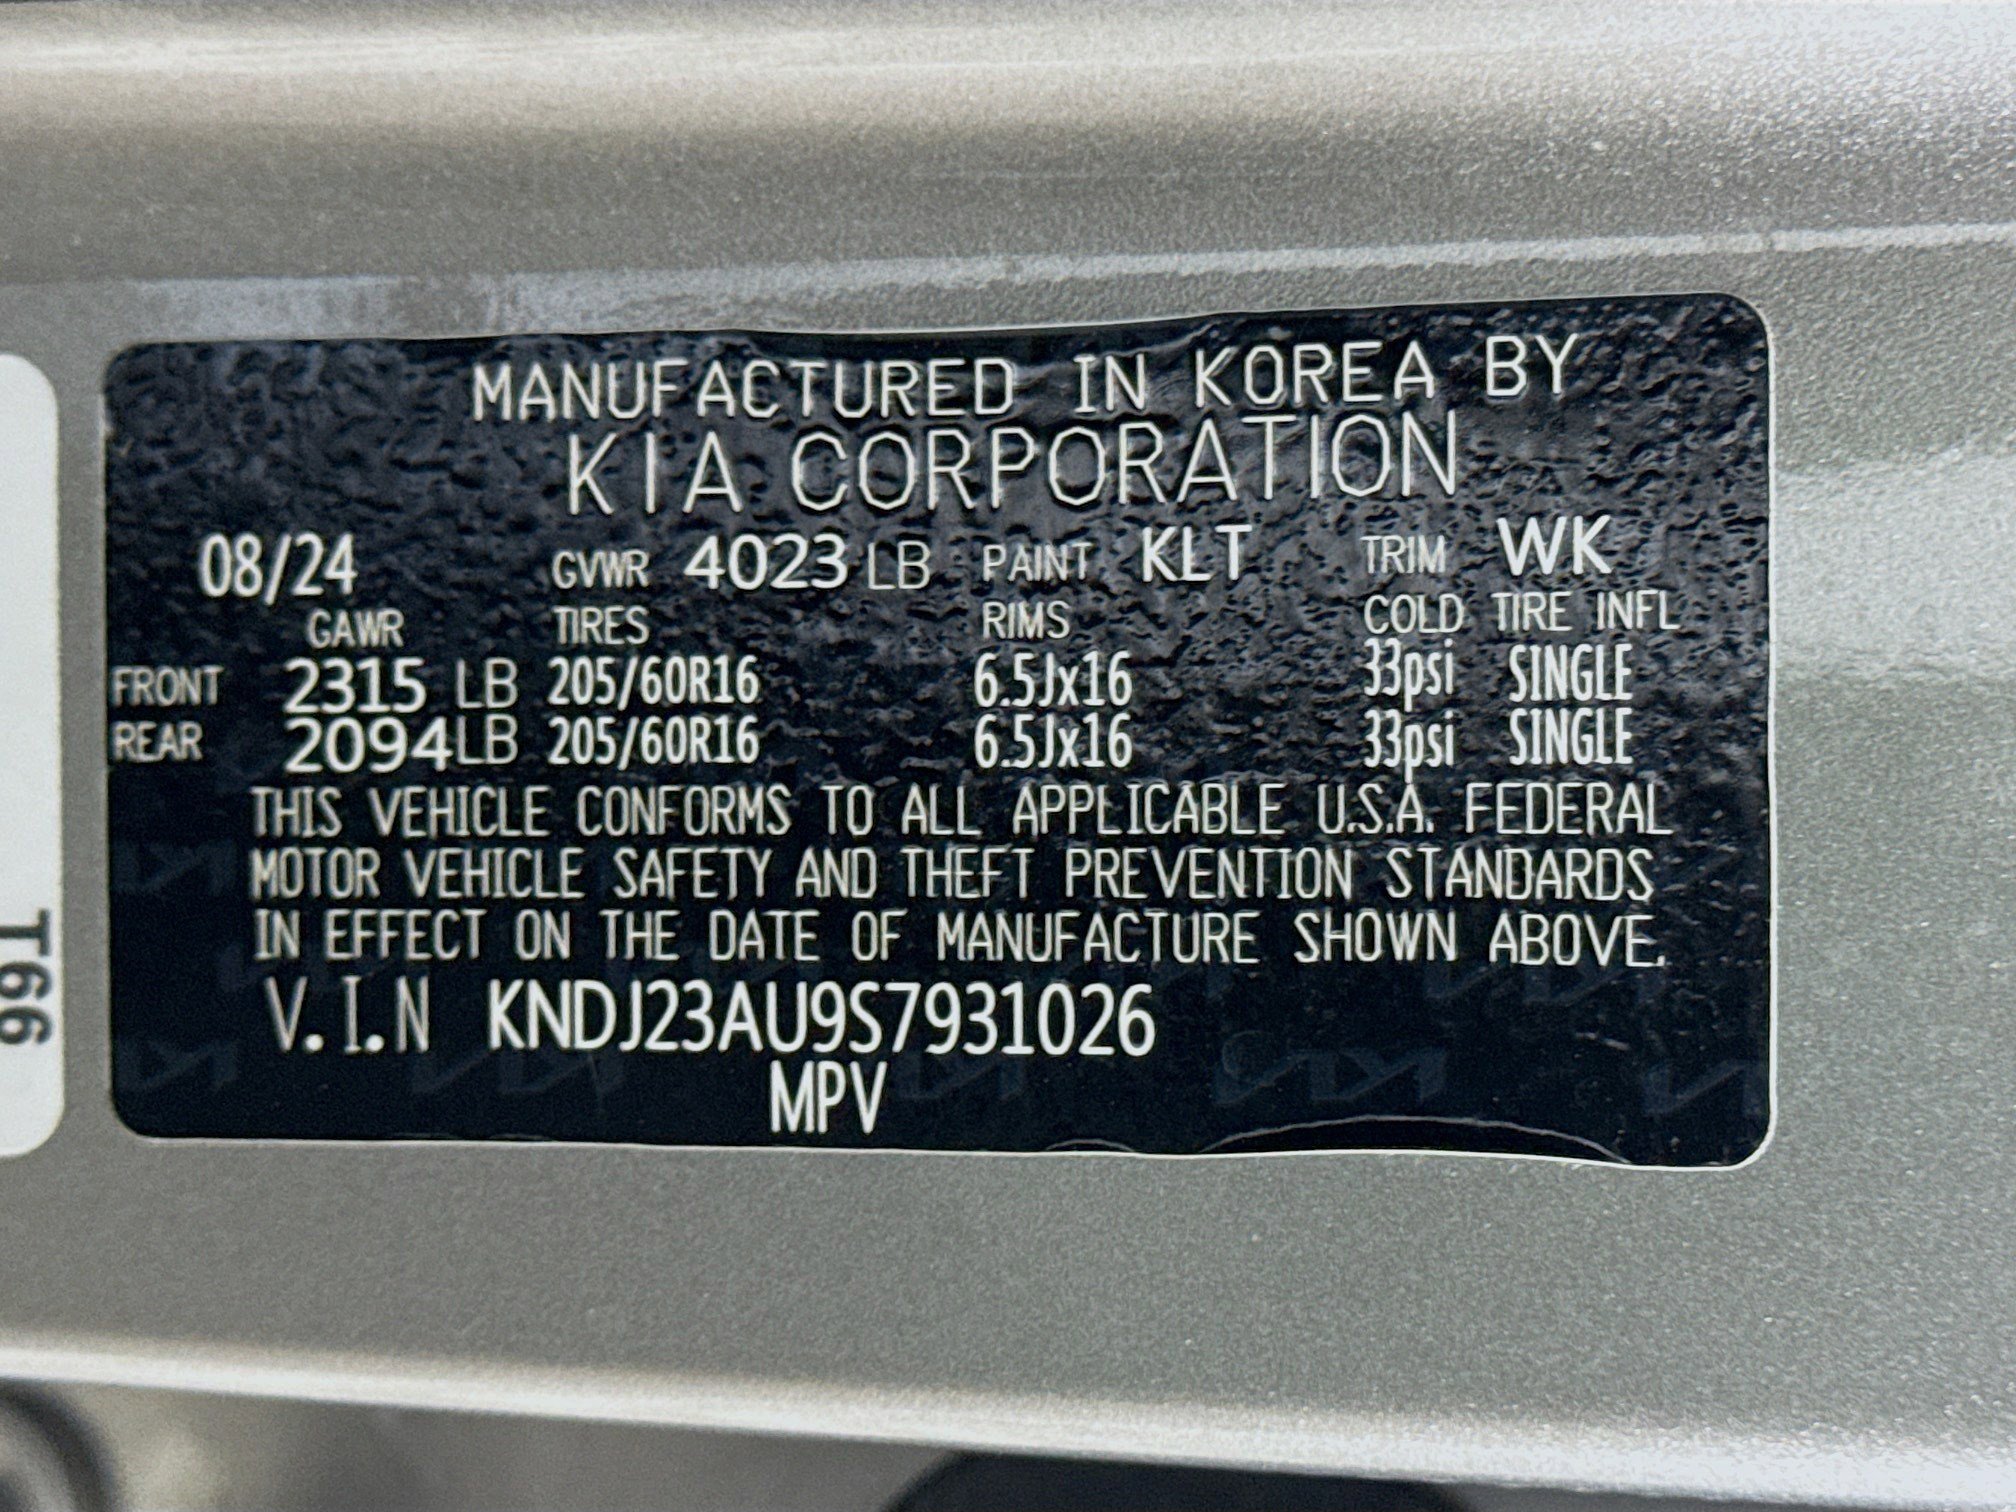 MANUFACTURED IN KOREA BY
KIA CORPORATION
08/24 GVWR 4023 LB PAINT KLT TRIM WK
GAWR TIRES RIMS COLD TIRE INFL
FRONT 2315 LB 205/60R16 6.5Jx16 33psi SINGLE
REAR 2094LB 205/60R16 6.5Jx16 33psi SINGLE
THIS VEHICLE CONFORMS TO ALL APPLICABLE U.S.A. FEDERAL
MOTOR VEHICLE SAFETY AND THEFT PREVENTION STANDARDS
IN EFFECT ON THE DATE OF MANUFACTURE SHOWN ABOVE.
V.I.N KNDJ23AU9S7931026
MPV